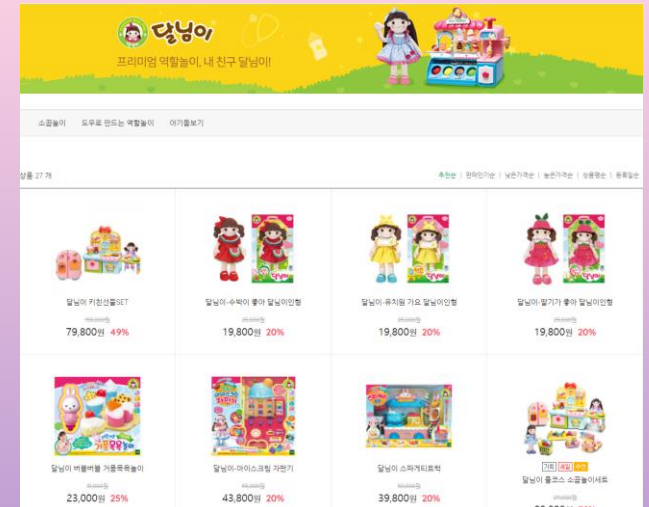 달님이
프리미엄 역할놀이, 내 친구 달님이!
소꿉놀이 도우로 만드는 역할놀이 아기돌보기
상품 27 개
추천순 | 판매인기순 | 낮은가격순 | 높은가격순 | 상품평순 | 등록일순
달님이 키친선물SET
달님이-수박이 좋아 달님이인형
달님이-유치원 가요 달님이인형
달님이-딸기가 좋아 달님이인형
79,800원 49%
19,800원 20%
19,800원 20%
19,800원 20%
달님이 버블버블 거품목욕놀이
달님이-아이스크림 자판기
달님이 스파게티트럭
기획 세일 추천
달님이 풀코스 소꿉놀이세트
23,000원 25%
43,800원 20%
39,800원 20%